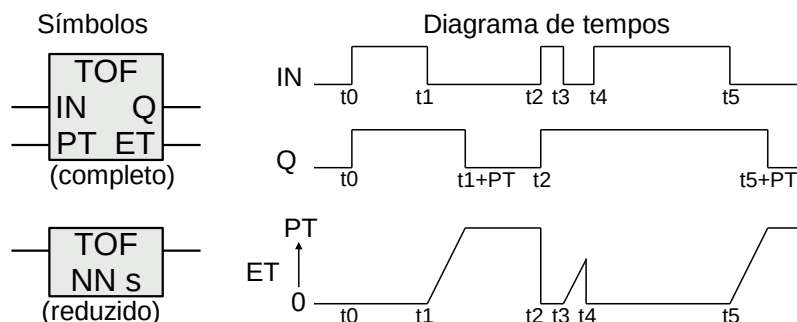 Símbolos
TOF
IN Q
PT ET
(completo)
TOF
NN s
(reduzido)
Diagrama de tempos
IN
t0 t1 t2 t3 t4 t5
Q
t0 t1+PT t2 t5+PT
PT
ET
0
t0 t1 t2 t3 t4 t5